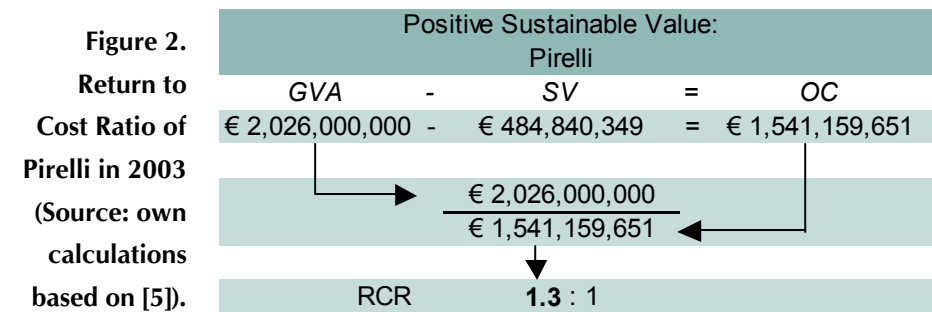 Figure 2.
Return to
Cost Ratio of
Pirelli in 2003
(Source: own
calculations
based on [5]).
Positive Sustainable Value:
Pirelli
GVA - SV = OC
€ 2,026,000,000 - € 484,840,349 = € 1,541,159,651
€ 2,026,000,000
€ 1,541,159,651
RCR 1.3 : 1